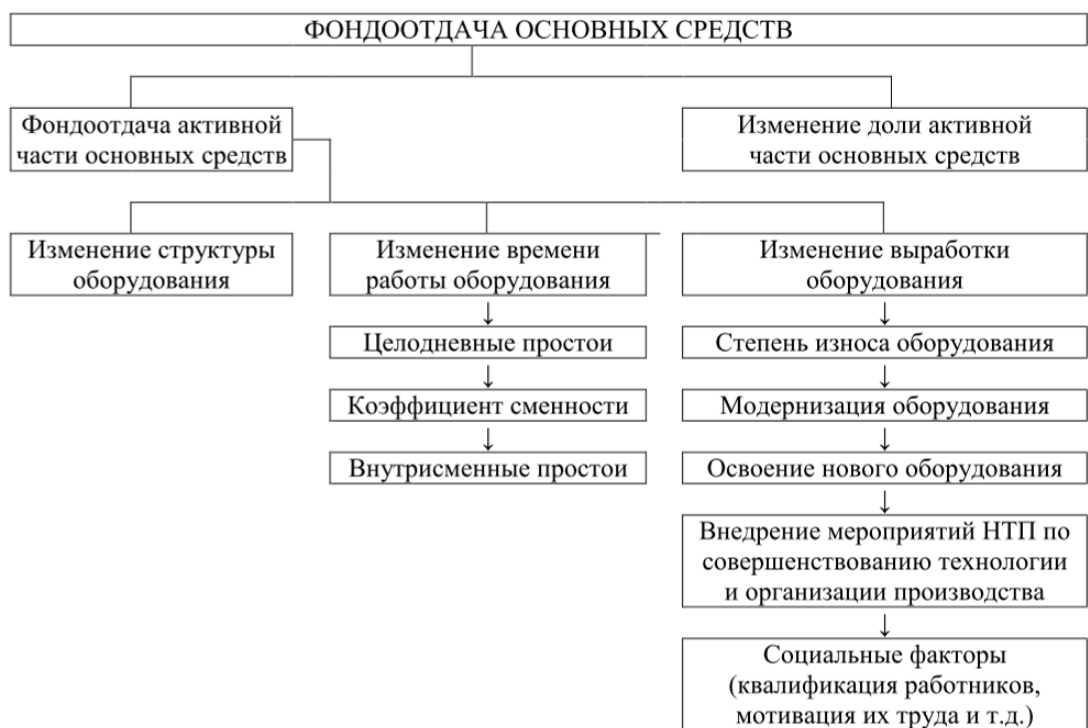 ФОНДООТДАЧА ОСНОВНЫХ СРЕДСТВ
Фондоотдача активной
части основных средств
Изменение доли активной
части основных средств
Изменение структуры
оборудования
Изменение времени
работы оборудования
Изменение выработки
оборудования
↓
↓
Целодневные простои
Степень износа оборудования
↓
↓
Коэффициент сменности
Модернизация оборудования
↓
↓
Внутрисменные простои
Освоение нового оборудования
↓
Внедрение мероприятий НТП по
совершенствованию технологии
и организации производства
↓
Социальные факторы
(квалификация работников,
мотивация их труда и т.д.)